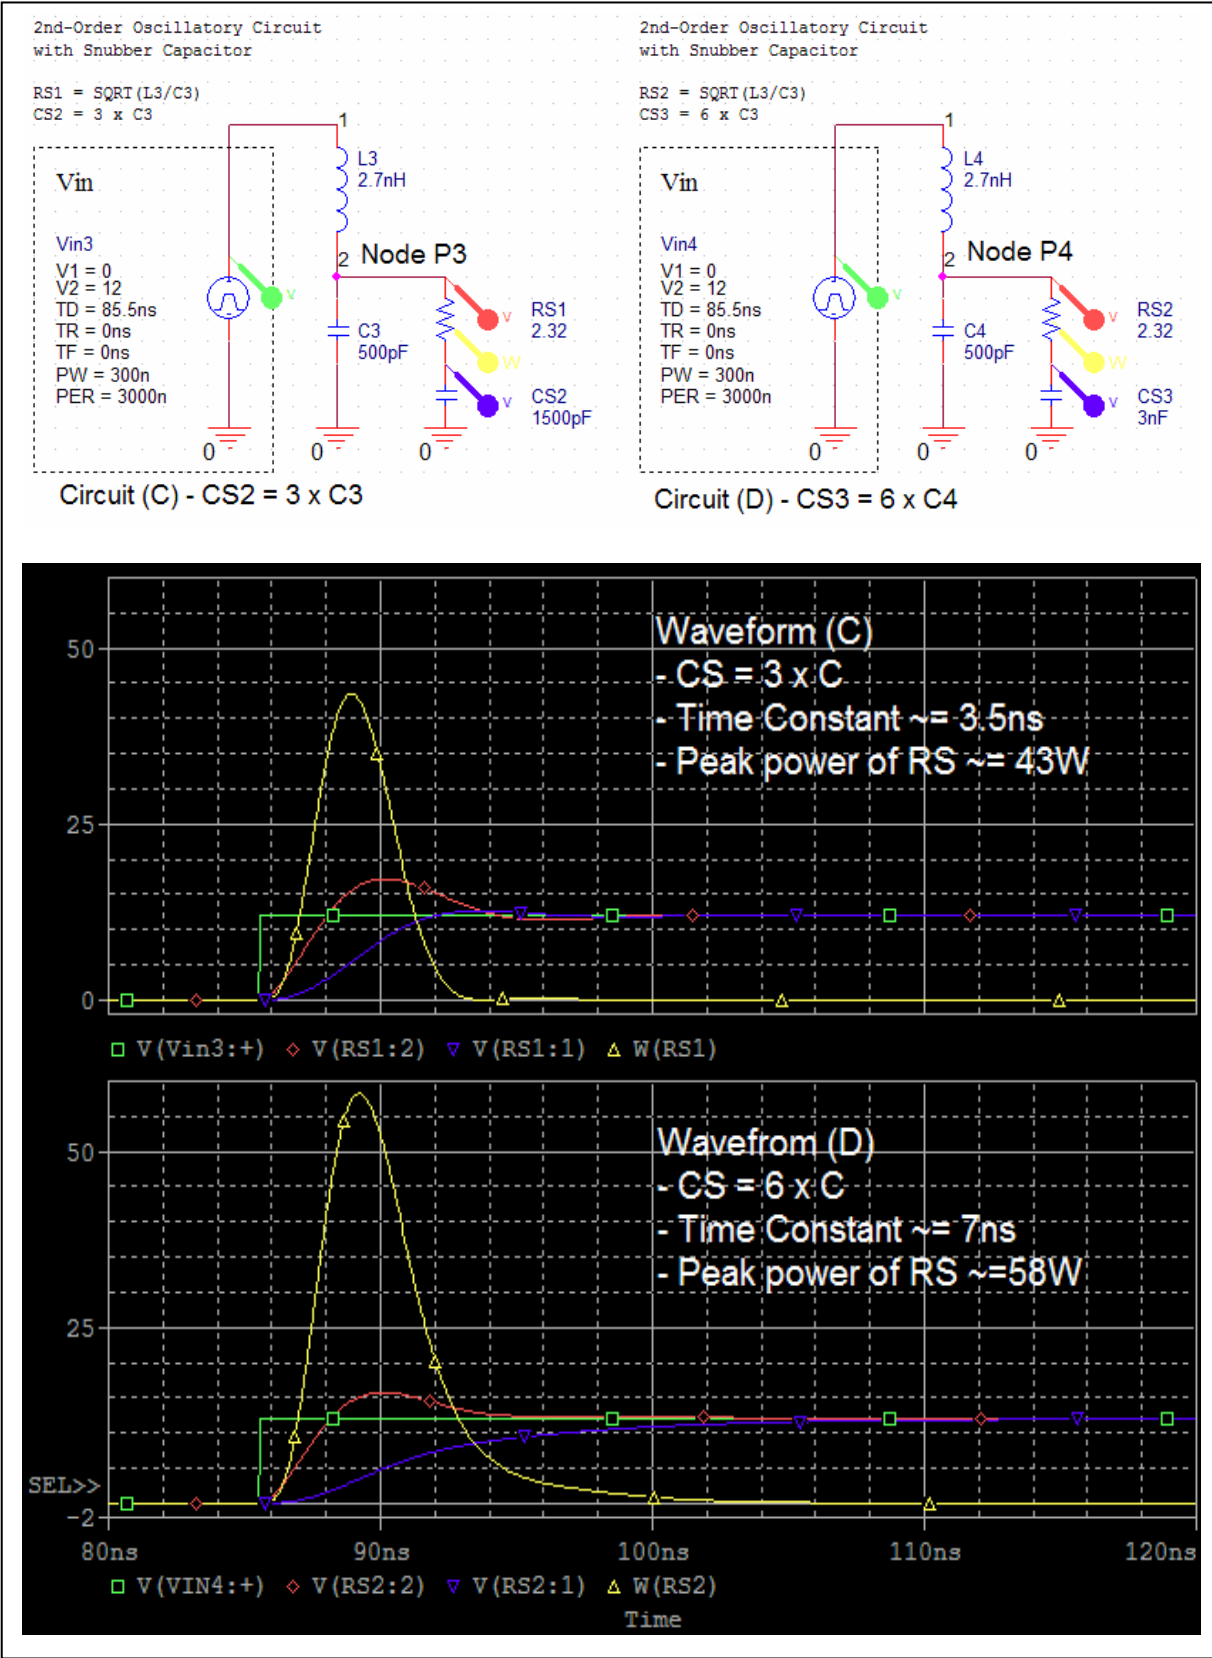 2nd-Order Oscillatory Circuit
with Snubber Capacitor
RS1 = SQRT(L3/C3)
CS2 = 3 x C3
1
L3
2.7nH
Vin
Vin3
V1 = 0
V2 = 12
TD = 85.5ns
TR = 0ns
TF = 0ns
PW = 300n
PER = 3000n
V
2
Node P3
C3
500pF
V
RS1
2.32
W
V
CS2
1500pF
0
0
0
Circuit (C) - CS2 = 3 x C3
2nd-Order Oscillatory Circuit
with Snubber Capacitor
RS2 = SQRT(L3/C3)
CS3 = 6 x C3
1
L4
2.7nH
Vin
Vin4
V1 = 0
V2 = 12
TD = 85.5ns
TR = 0ns
TF = 0ns
PW = 300n
PER = 3000n
V
2
Node P4
C4
500pF
V
RS2
2.32
W
V
CS3
3nF
0
0
0
Circuit (D) - CS3 = 6 x C4
50
25
0
Waveform (C)
- CS = 3 x C
- Time Constant ~= 3.5ns
- Peak power of RS ~= 43W
V(Vin3:+) V(RS1:2) V(RS1:1) W(RS1)
50
25
SEL>>
-2
Wavefrom (D)
- CS = 6 x C
- Time Constant ~= 7ns
- Peak power of RS ~=58W
80ns 90ns 100ns 110ns 120ns
V(VIN4:+) V(RS2:2) V(RS2:1) W(RS2)
Time